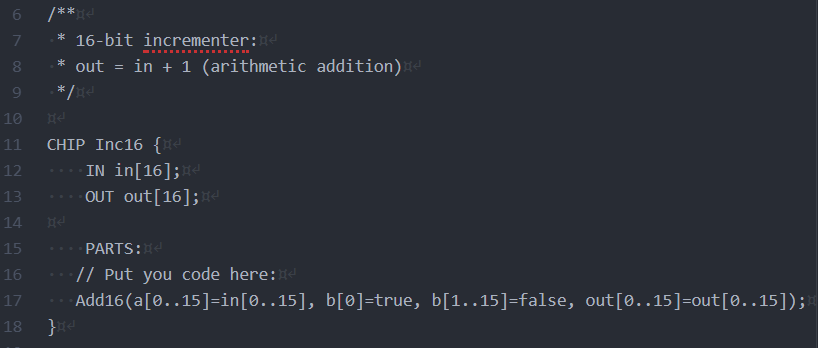 6 /**
7  * 16-bit incrementer:
8  * out = in + 1 (arithmetic addition)
9  */
10
11 CHIP Inc16 {
12     IN in[16];
13     OUT out[16];
14
15     PARTS:
16    // Put you code here:
17    Add16(a[0..15]=in[0..15], b[0]=true, b[1..15]=false, out[0..15]=out[0..15]);
18 }